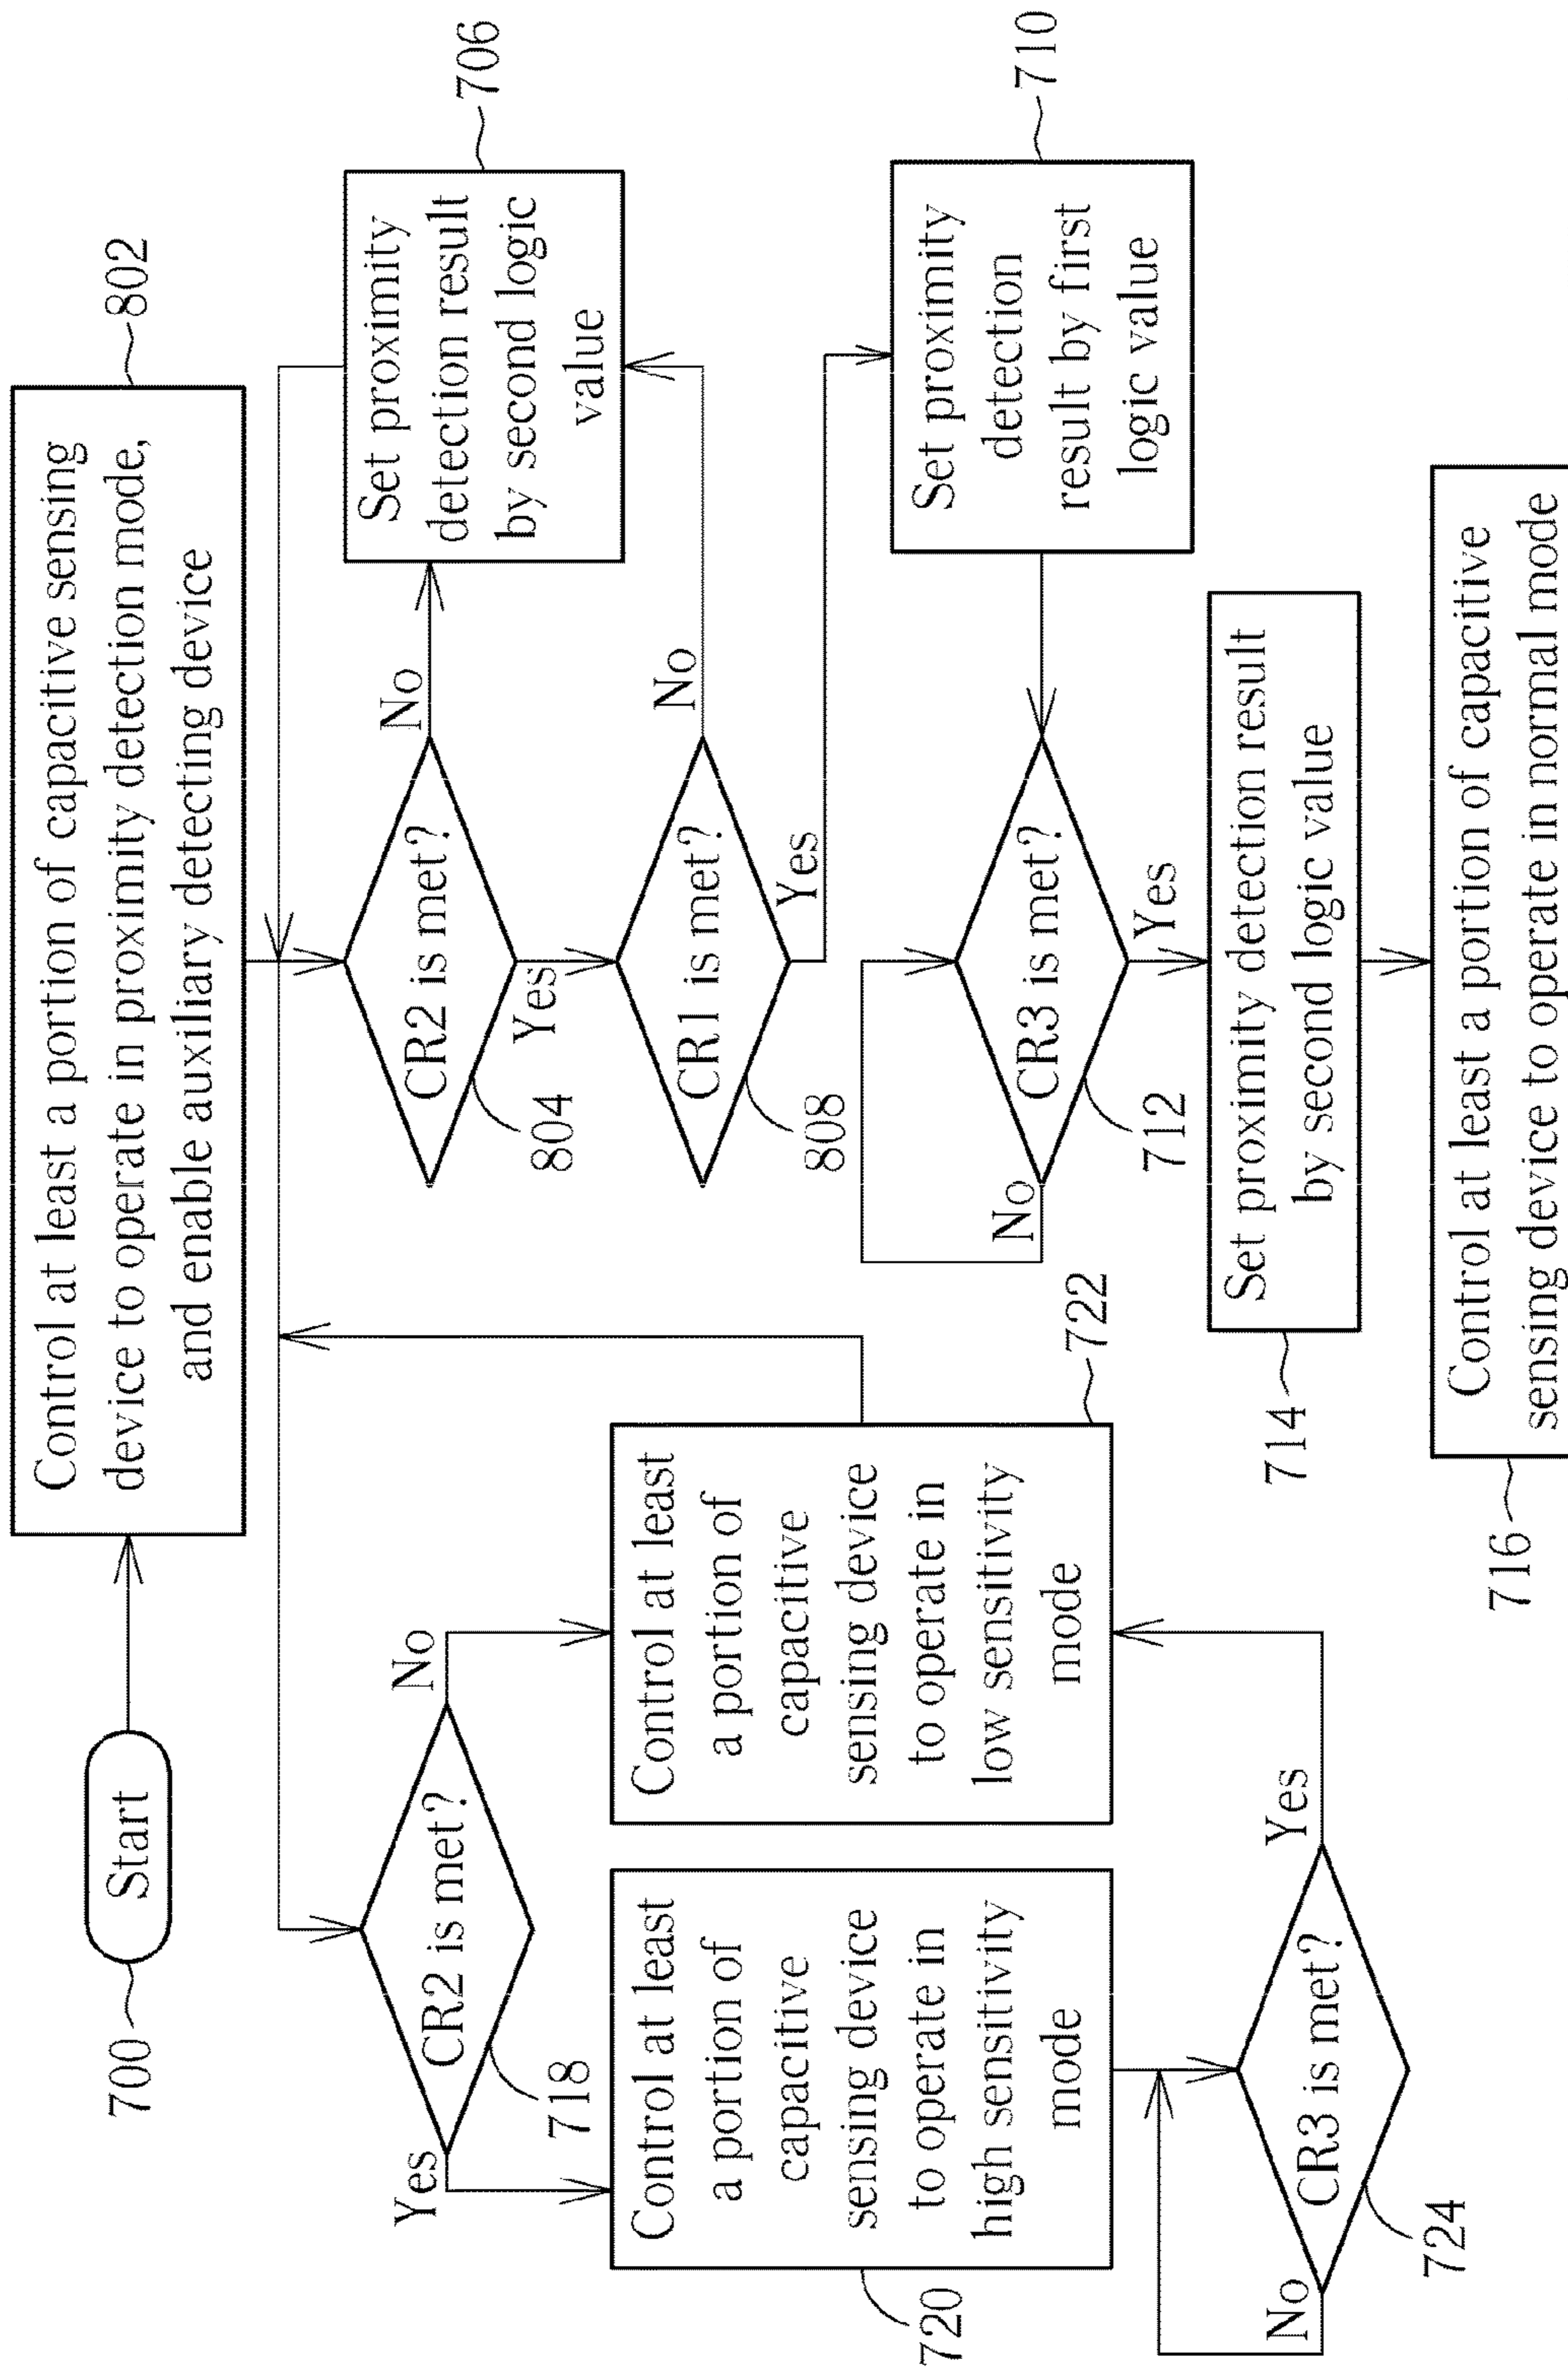 700
Start
Control at least a portion of capacitive sensing
device to operate in proximity detection mode,
and enable auxiliary detecting device
802
CR2 is met?
Yes
No
718
CR2 is met?
No
Yes
804
Set proximity
detection result
by second logic
value
706
Control at least
a portion of
capacitive
sensing device
to operate in
high sensitivity
mode
720
Control at least
a portion of
capacitive
sensing device
to operate in
low sensitivity
mode
722
CR1 is met?
No
Yes
808
Set proximity
detection
result by first
logic value
710
CR3 is met?
No
Yes
712
CR3 is met?
No
Yes
724
Set proximity detection result
by second logic value
714
Control at least a portion of capacitive
sensing device to operate in normal mode
716